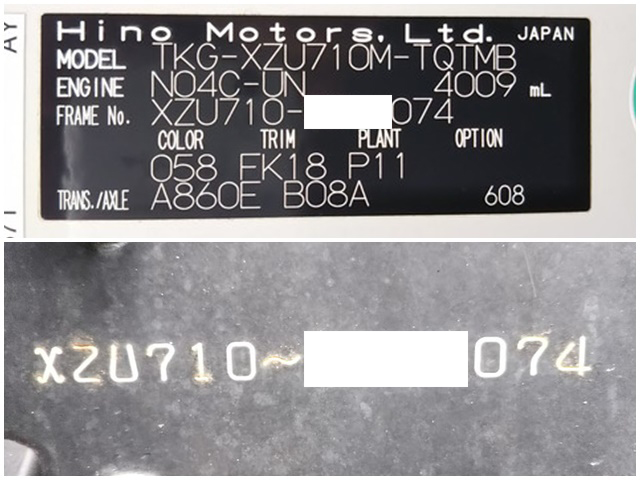 AY
Hino Motors, Ltd. JAPAN
MODEL TKG-XZU710M-TQTMB
ENGINE N04C-UN 4009 mL
FRAME No. XZU710- 074
COLOR TRIM PLANT OPTION
058 FK18 P11
TRANS./AXLE A860E B08A 608
XZU710~ 074